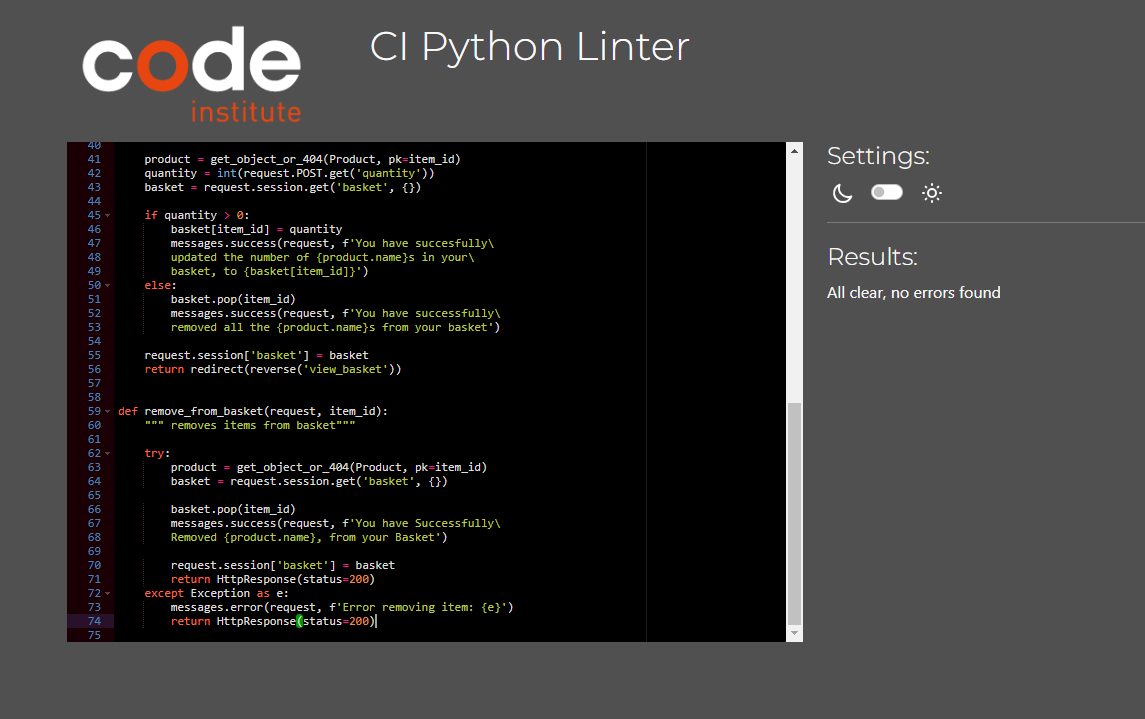 code
institute
CI Python Linter
40
41 product = get_object_or_404(Product, pk=item_id)
42 quantity = int(request.POST.get('quantity'))
43 basket = request.session.get('basket', {})
44
45 if quantity > 0:
46 basket[item_id] = quantity
47 messages.success(request, f'You have succesfully\
48 updated the number of {product.name}s in your\
49 basket, to {basket[item_id]}')
50 else:
51 basket.pop(item_id)
52 messages.success(request, f'You have successfully\
53 removed all the {product.name}s from your basket')
54
55 request.session['basket'] = basket
56 return redirect(reverse('view_basket'))
57
58
59 def remove_from_basket(request, item_id):
60 """ removes items from basket"""
61
62 try:
63 product = get_object_or_404(Product, pk=item_id)
64 basket = request.session.get('basket', {})
65
66 basket.pop(item_id)
67 messages.success(request, f'You have Successfully\
68 Removed {product.name}, from your Basket')
69
70 request.session['basket'] = basket
71 return HttpResponse(status=200)
72 except Exception as e:
73 messages.error(request, f'Error removing item: {e}')
74 return HttpResponse(status=200)
75
Settings:
Results:
All clear, no errors found